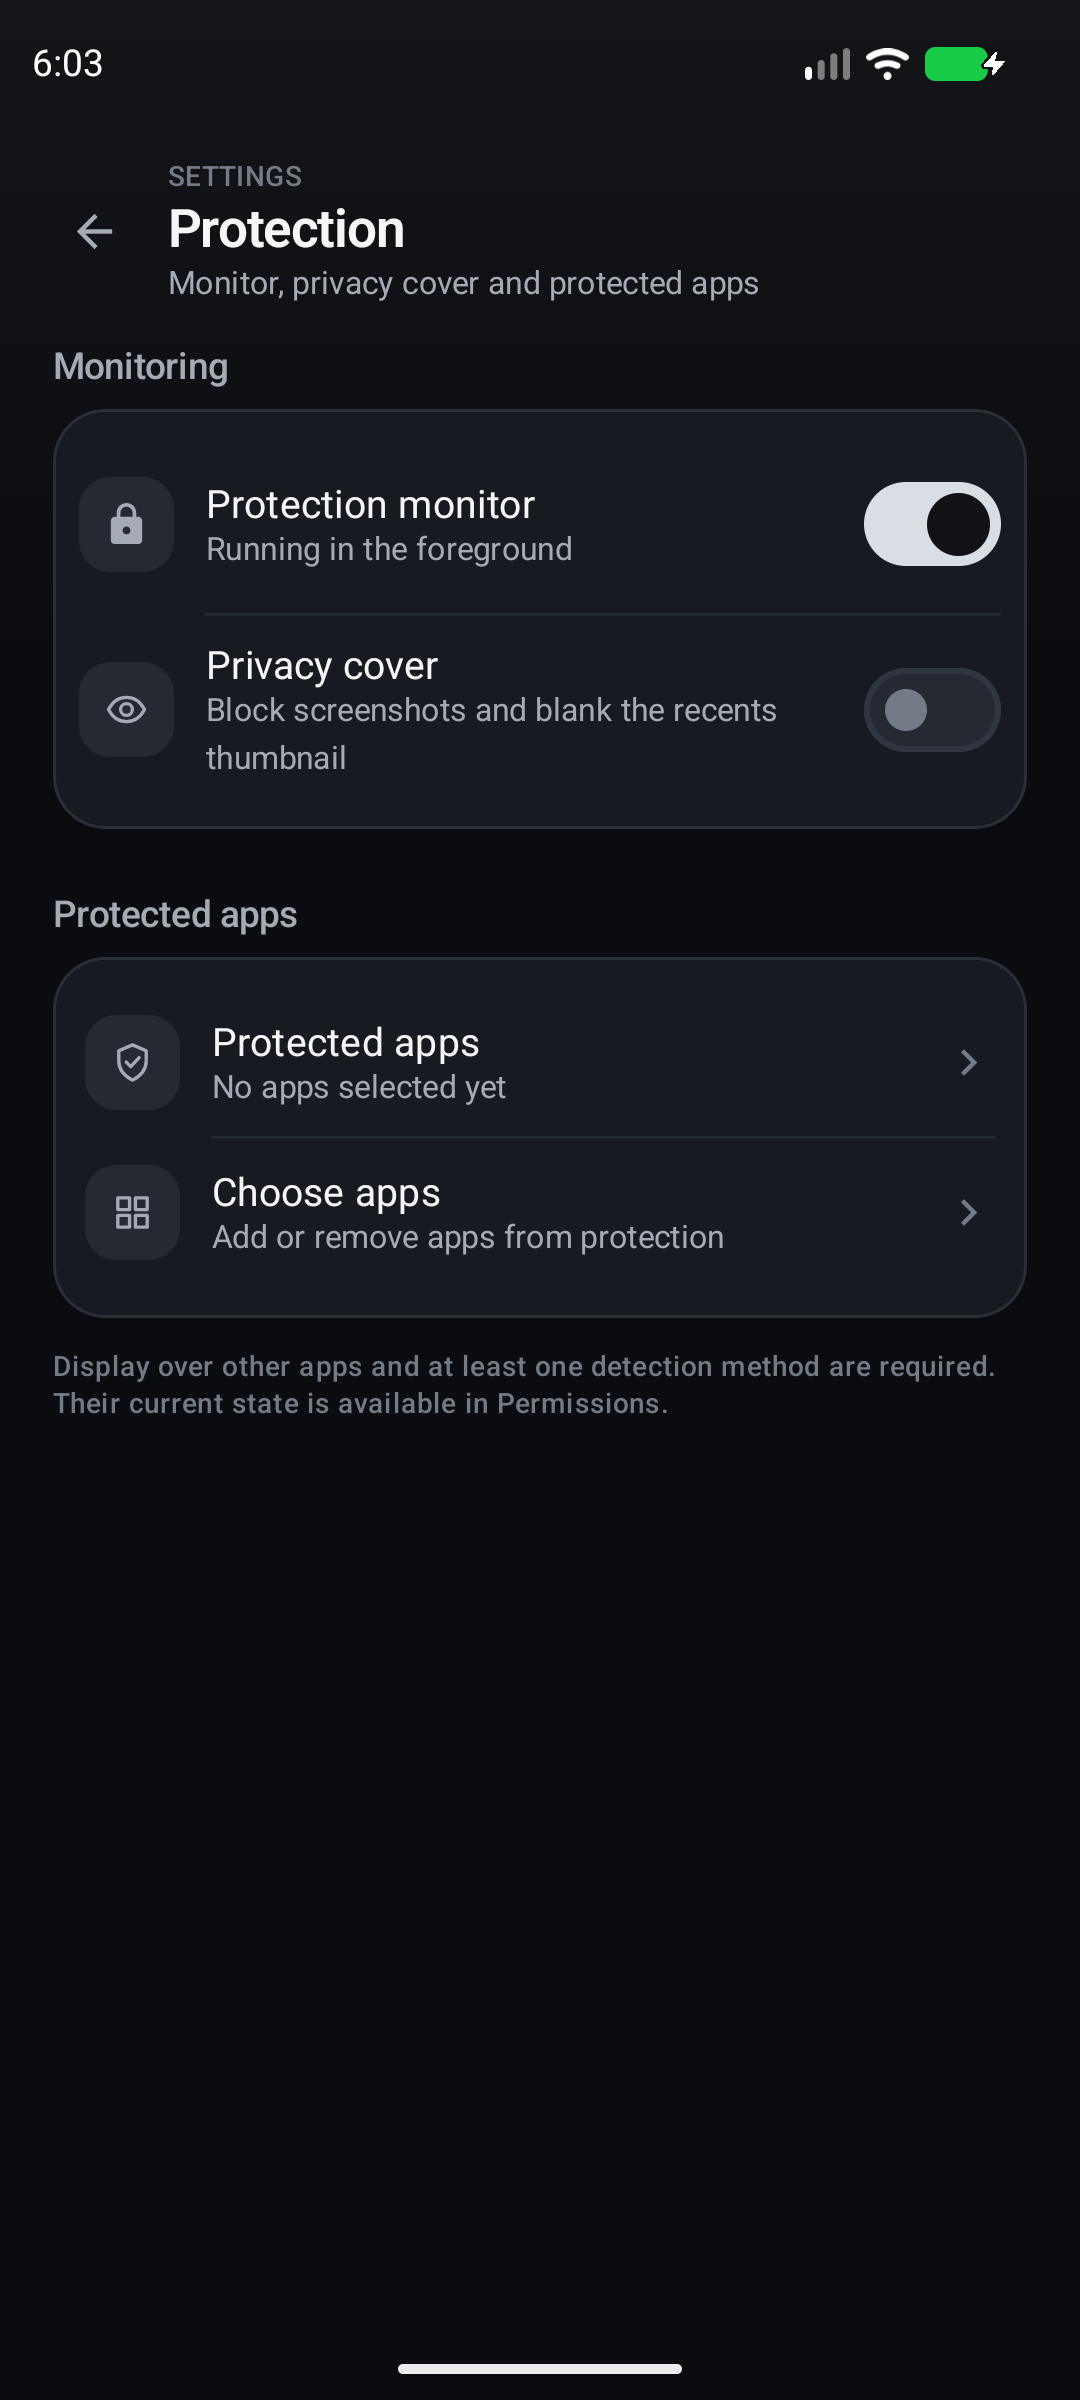 6:03
SETTINGS
Protection
Monitor, privacy cover and protected apps
Monitoring
Protection monitor
Running in the foreground
Privacy cover
Block screenshots and blank the recents
thumbnail
Protected apps
Protected apps
No apps selected yet
Choose apps
Add or remove apps from protection
Display over other apps and at least one detection method are required.
Their current state is available in Permissions.